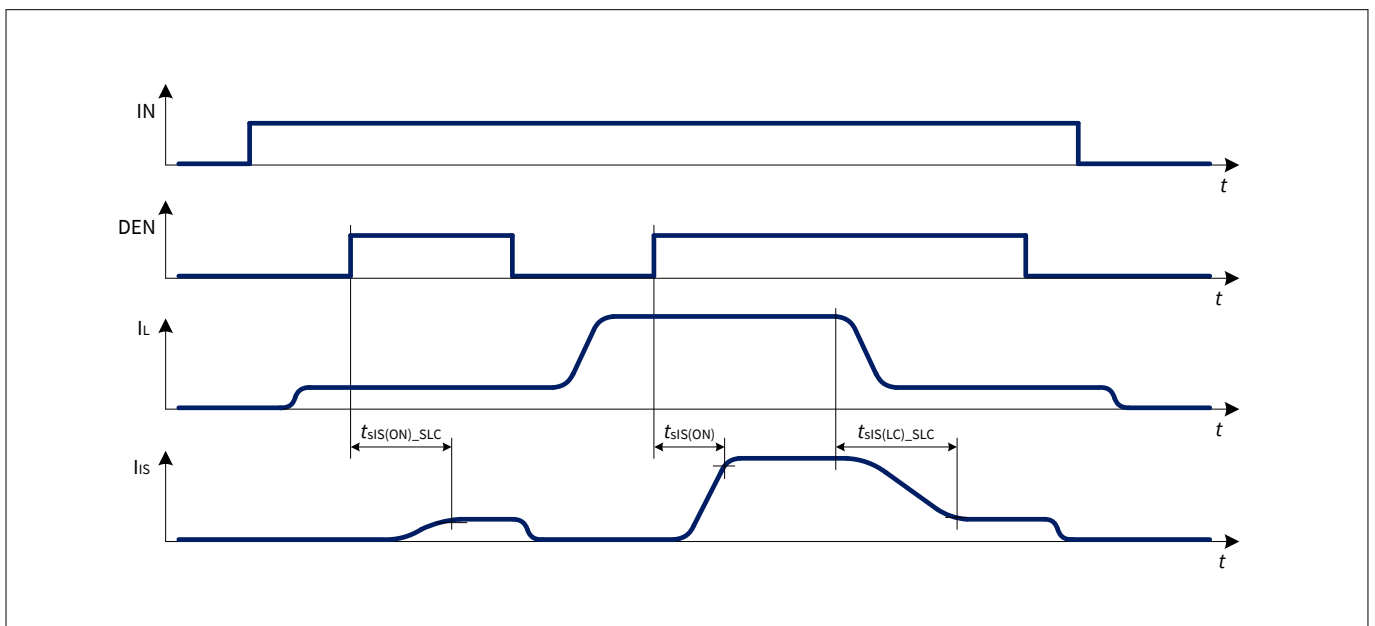 IN
t
DEN
t
IL
t
tsIS(ON)_SLC
tsIS(ON)
tsIS(LC)_SLC
IIS
t